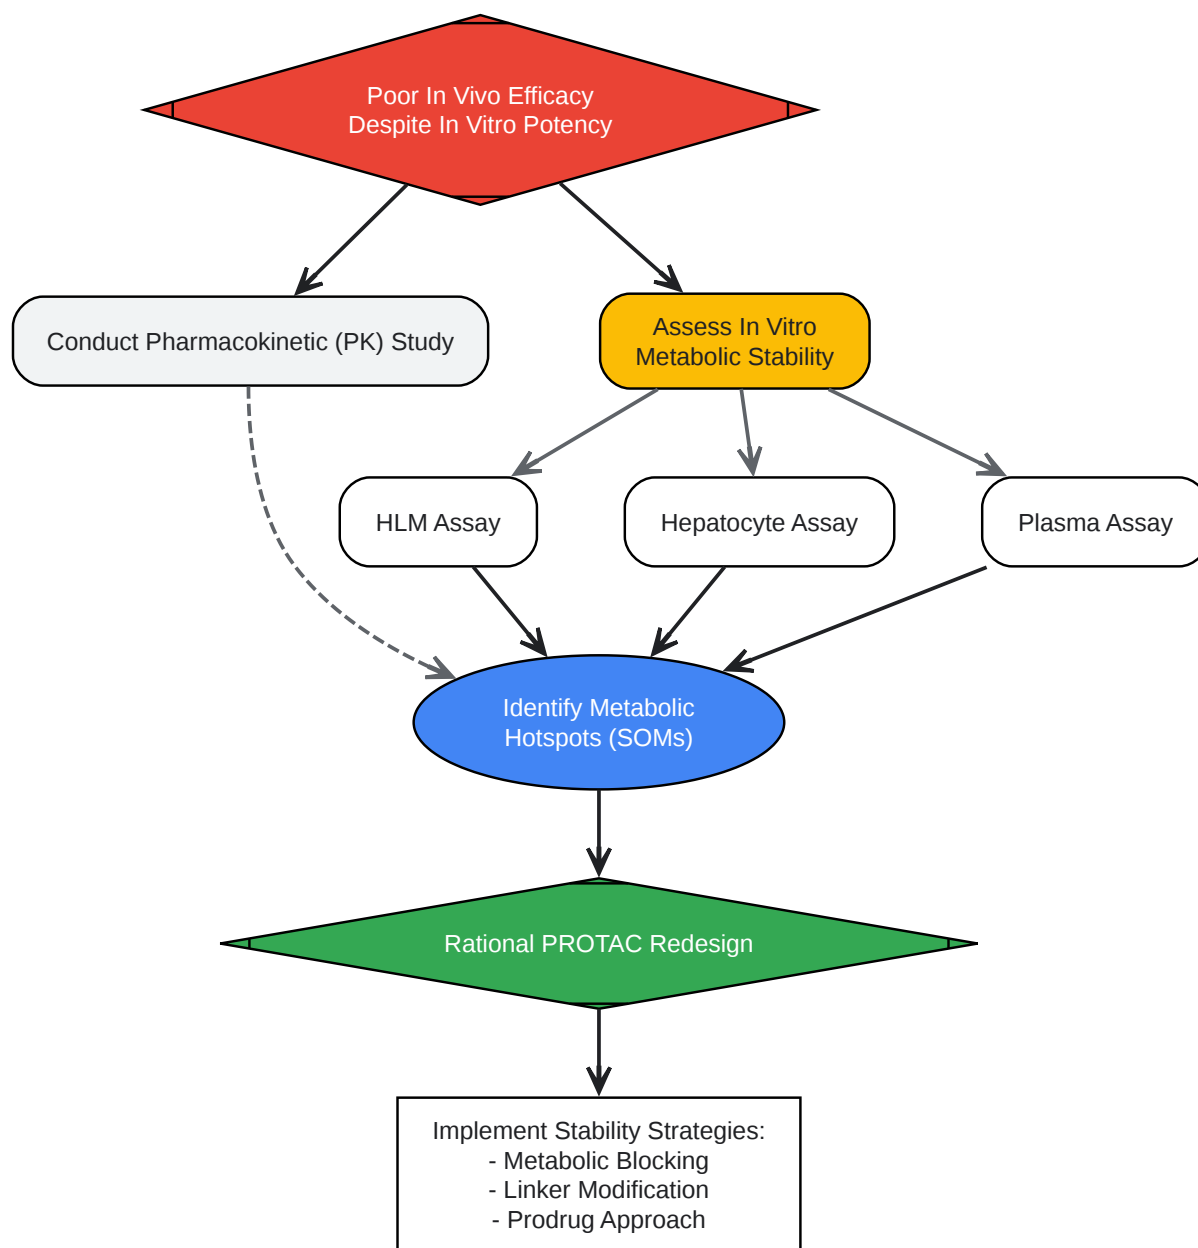 Poor In Vivo Efficacy
Despite In Vitro Potency
Conduct Pharmacokinetic (PK) Study
Assess In Vitro
Metabolic Stability
HLM Assay
Hepatocyte Assay
Plasma Assay
Identify Metabolic
Hotspots (SOMs)
Rational PROTAC Redesign
Implement Stability Strategies:
- Metabolic Blocking
- Linker Modification
- Prodrug Approach